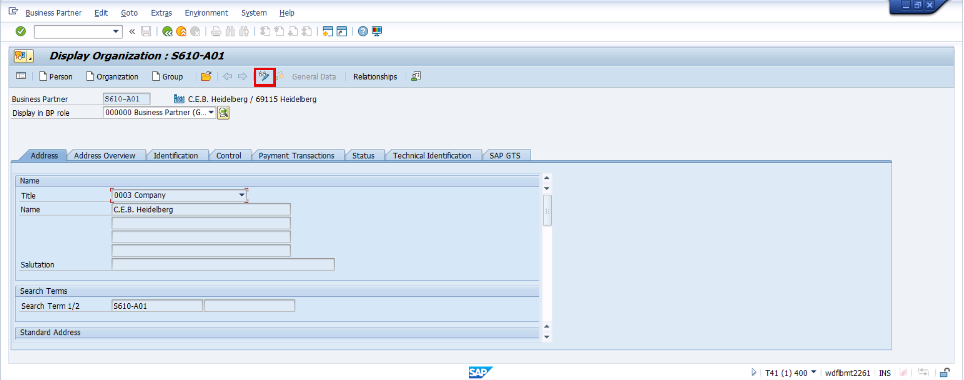 Business Partner Edit Goto Extras Environment System Help
Display Organization : S610-A01
Person Organization Group General Data Relationships
Business Partner S610-A01 C.E.B. Heidelberg / 69115 Heidelberg
Display in BP role 000000 Business Partner (G...
Address Address Overview Identification Control Payment Transactions Status Technical Identification SAP GTS
Name
Title 0003 Company
Name C.E.B. Heidelberg
Salutation
Search Terms
Search Term 1/2 S610-A01
Standard Address
SAP T41 (1) 400 wdflbmt2261 INS